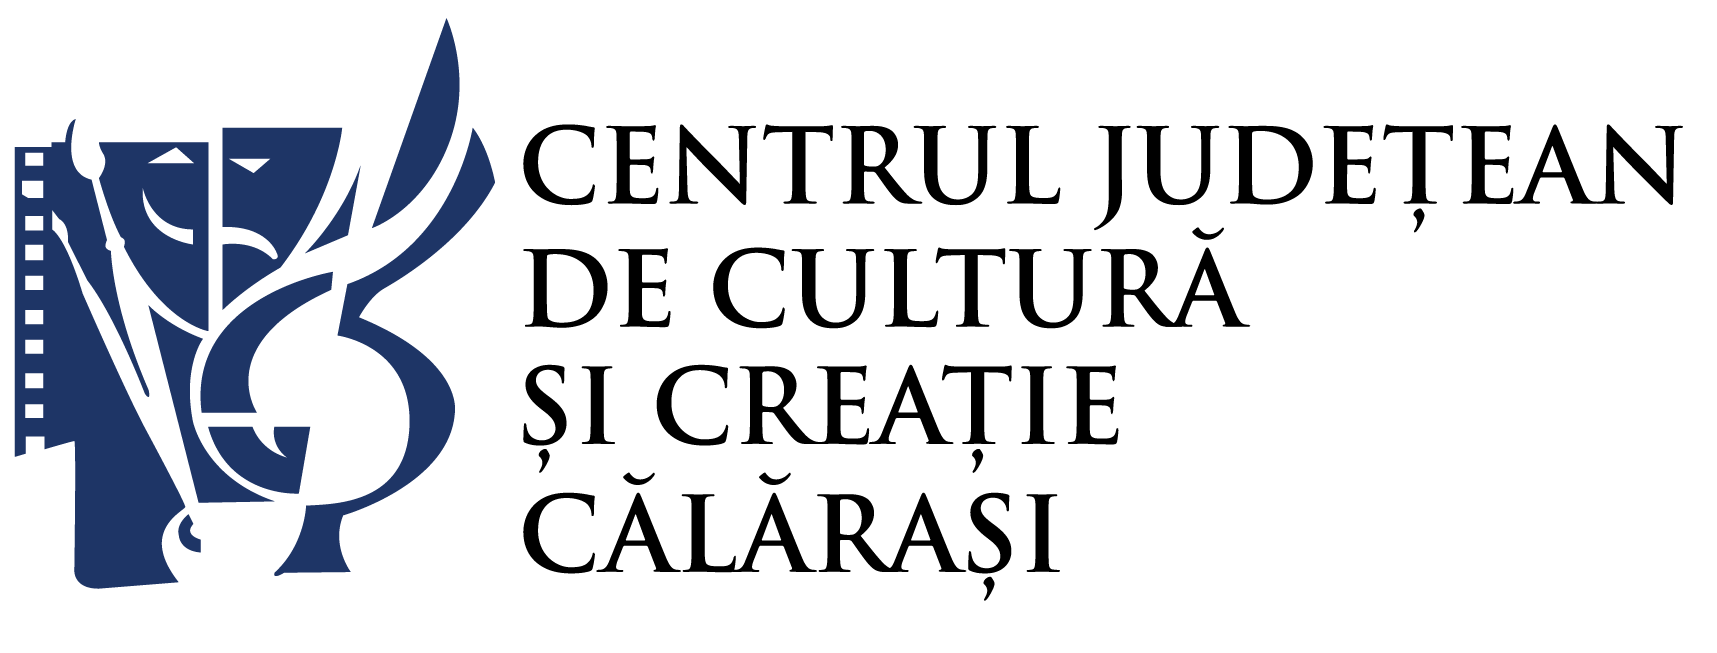 CENTRUL JUDEȚEAN
DE CULTURĂ
ȘI CREAȚIE
CĂLĂRAȘI